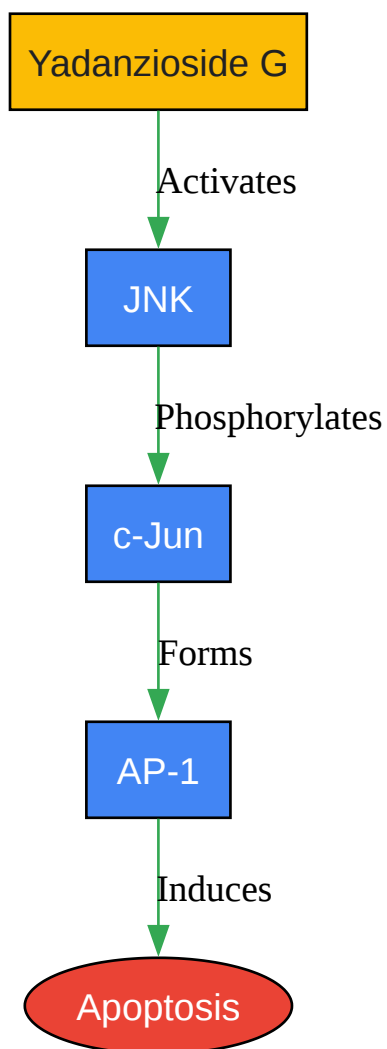 Yadanzioside G
Activates
JNK
Phosphorylates
c-Jun
Forms
AP-1
Induces
Apoptosis